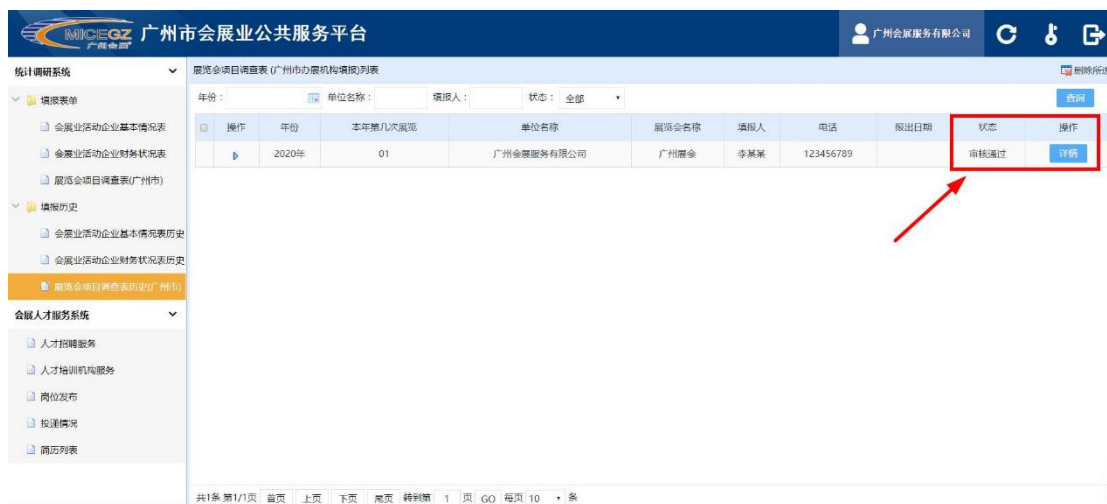 MICEGZ 广州市会展业公共服务平台 广州会展服务有限公司
广州会展
统计调研系统
填报表单
会展业活动企业基本情况表
会展业活动企业财务状况表
展览会项目调查表(广州市)
填报历史
会展业活动企业基本情况表历史
会展业活动企业财务状况表历史
展览会项目调查表历史(广州市)
会展人才服务系统
人才招聘服务
人才培训机构服务
岗位发布
投递情况
简历列表
展览会项目调查表 (广州市办展机构填报)列表 删除所选
年份： 单位名称： 填报人： 状态： 全部 查询
操作 年份 本年第几次展览 单位名称 展览会名称 填报人 电话 报出日期 状态 操作
2020年 01 广州会展服务有限公司 广州展会 李某某 123456789 审核通过 详情
共1条 第1/1页 首页 上页 下页 尾页 转到第 1 页 GO 每页 10 条